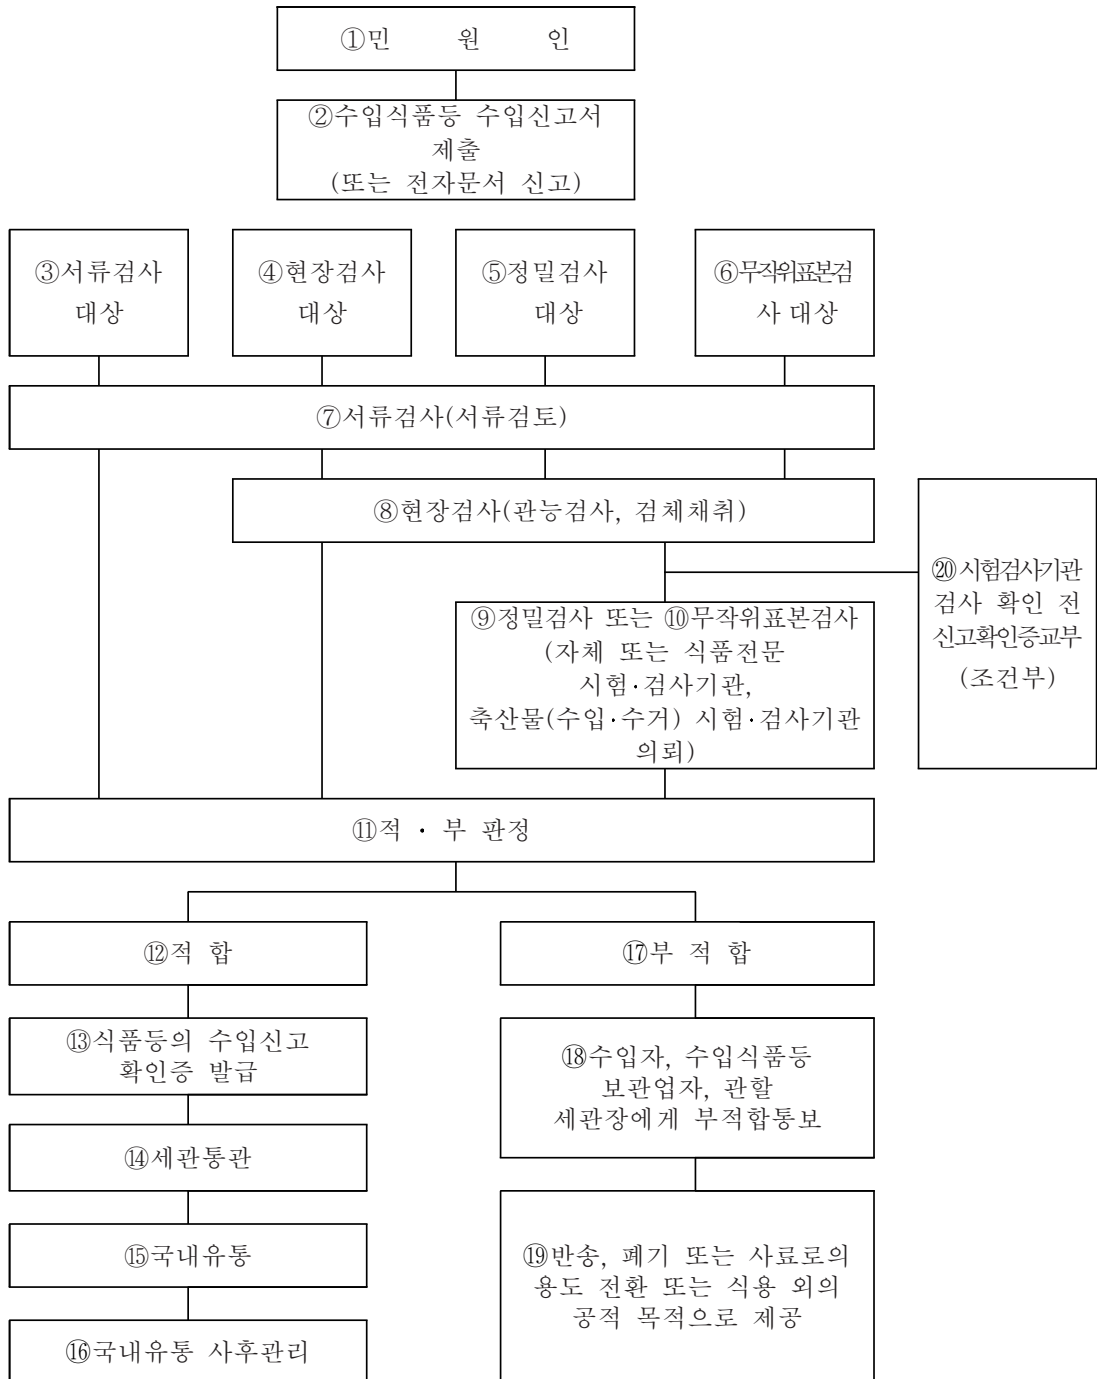 ①민 원 인
②수입식품등 수입신고서
제출
(또는 전자문서 신고)
③서류검사
대상
④현장검사
대상
⑤정밀검사
대상
⑥무작위표본검
사 대상
⑦서류검사(서류검토)
⑧현장검사(관능검사, 검체채취)
⑳시험검사기관
검사 확인 전
신고확인증교부
(조건부)
⑨정밀검사 또는 ⑩무작위표본검사
(자체 또는 식품전문
시험·검사기관,
축산물(수입·수거) 시험·검사기관
의뢰)
⑪적 · 부 판정
⑫적 합
⑰부 적 합
⑬식품등의 수입신고
확인증 발급
⑱수입자, 수입식품등
보관업자, 관할
세관장에게 부적합통보
⑭세관통관
⑮국내유통
⑲반송, 폐기 또는 사료로의
용도 전환 또는 식용 외의
공적 목적으로 제공
⑯국내유통 사후관리